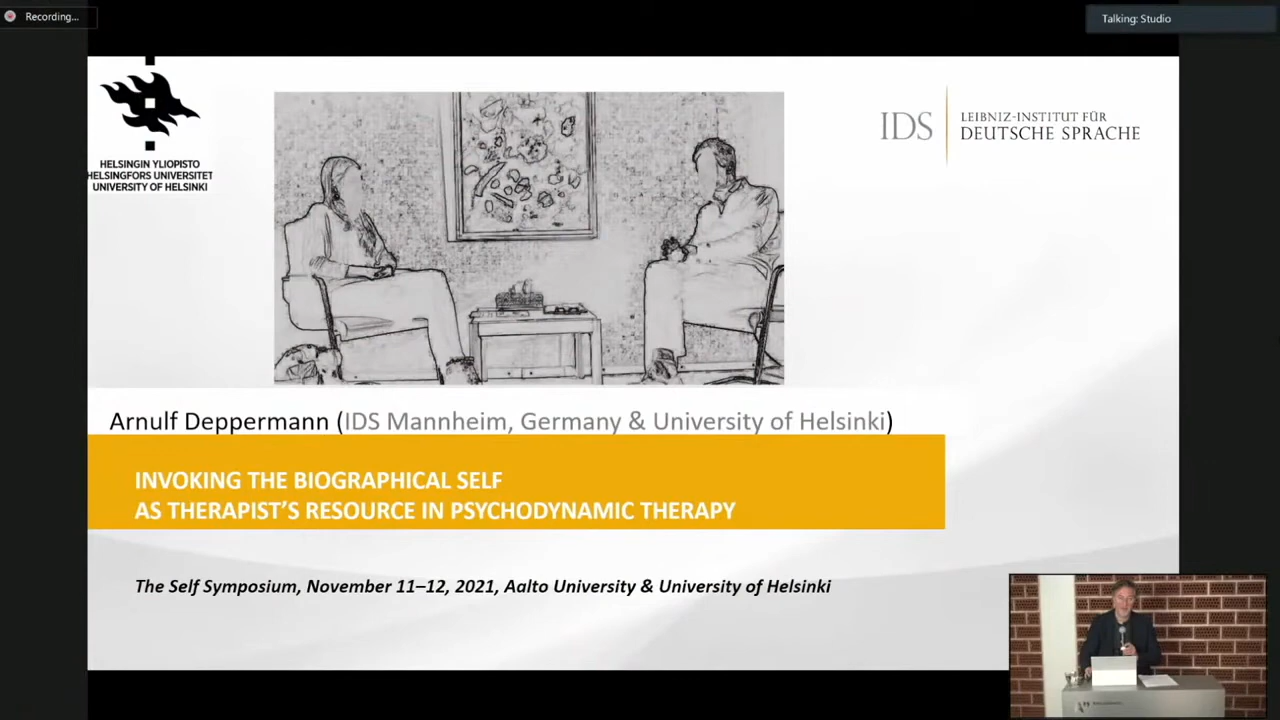 Recording...
Talking: Studio
HELSINGIN YLIOPISTO
HELSINGFORS UNIVERSITET
UNIVERSITY OF HELSINKI
IDS
LEIBNIZ-INSTITUT FÜR
DEUTSCHE SPRACHE
Arnulf Deppermann (IDS Mannheim, Germany & University of Helsinki)
INVOKING THE BIOGRAPHICAL SELF
AS THERAPIST'S RESOURCE IN PSYCHODYNAMIC THERAPY
The Self Symposium, November 11–12, 2021, Aalto University & University of Helsinki